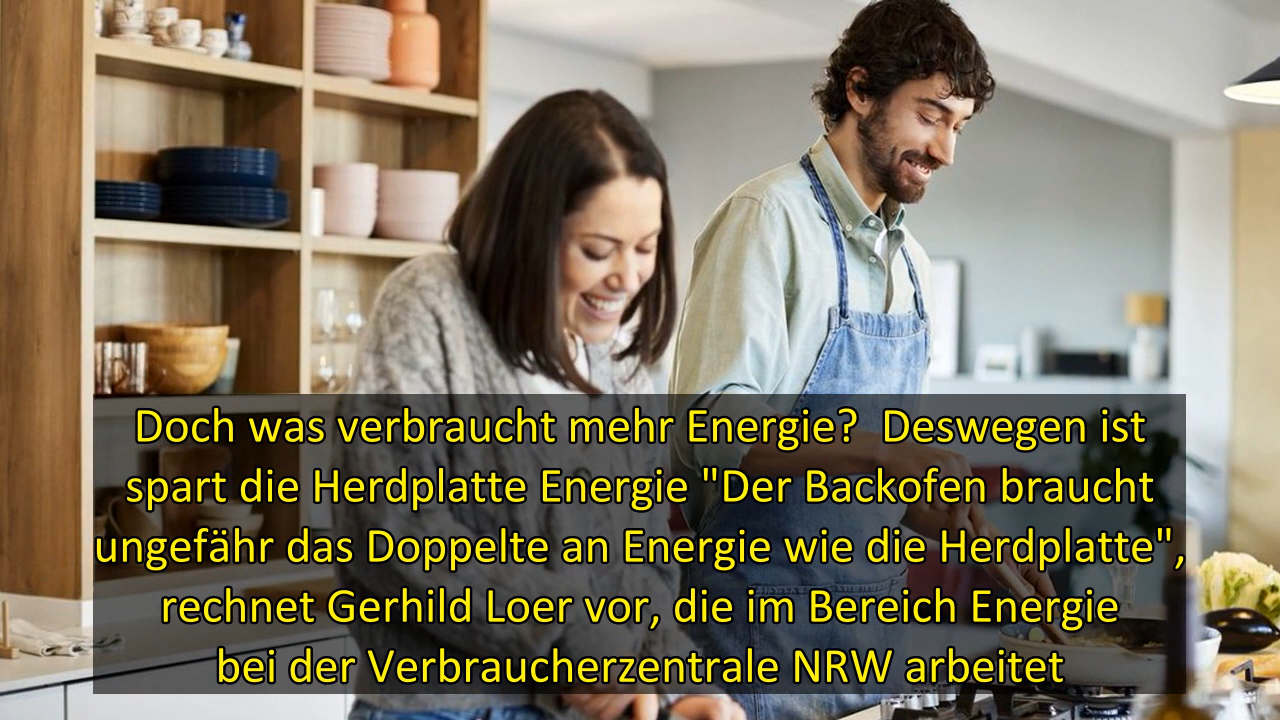 Doch was verbraucht mehr Energie?  Deswegen ist
spart die Herdplatte Energie "Der Backofen braucht
ungefähr das Doppelte an Energie wie die Herdplatte",
rechnet Gerhild Loer vor, die im Bereich Energie
bei der Verbraucherzentrale NRW arbeitet